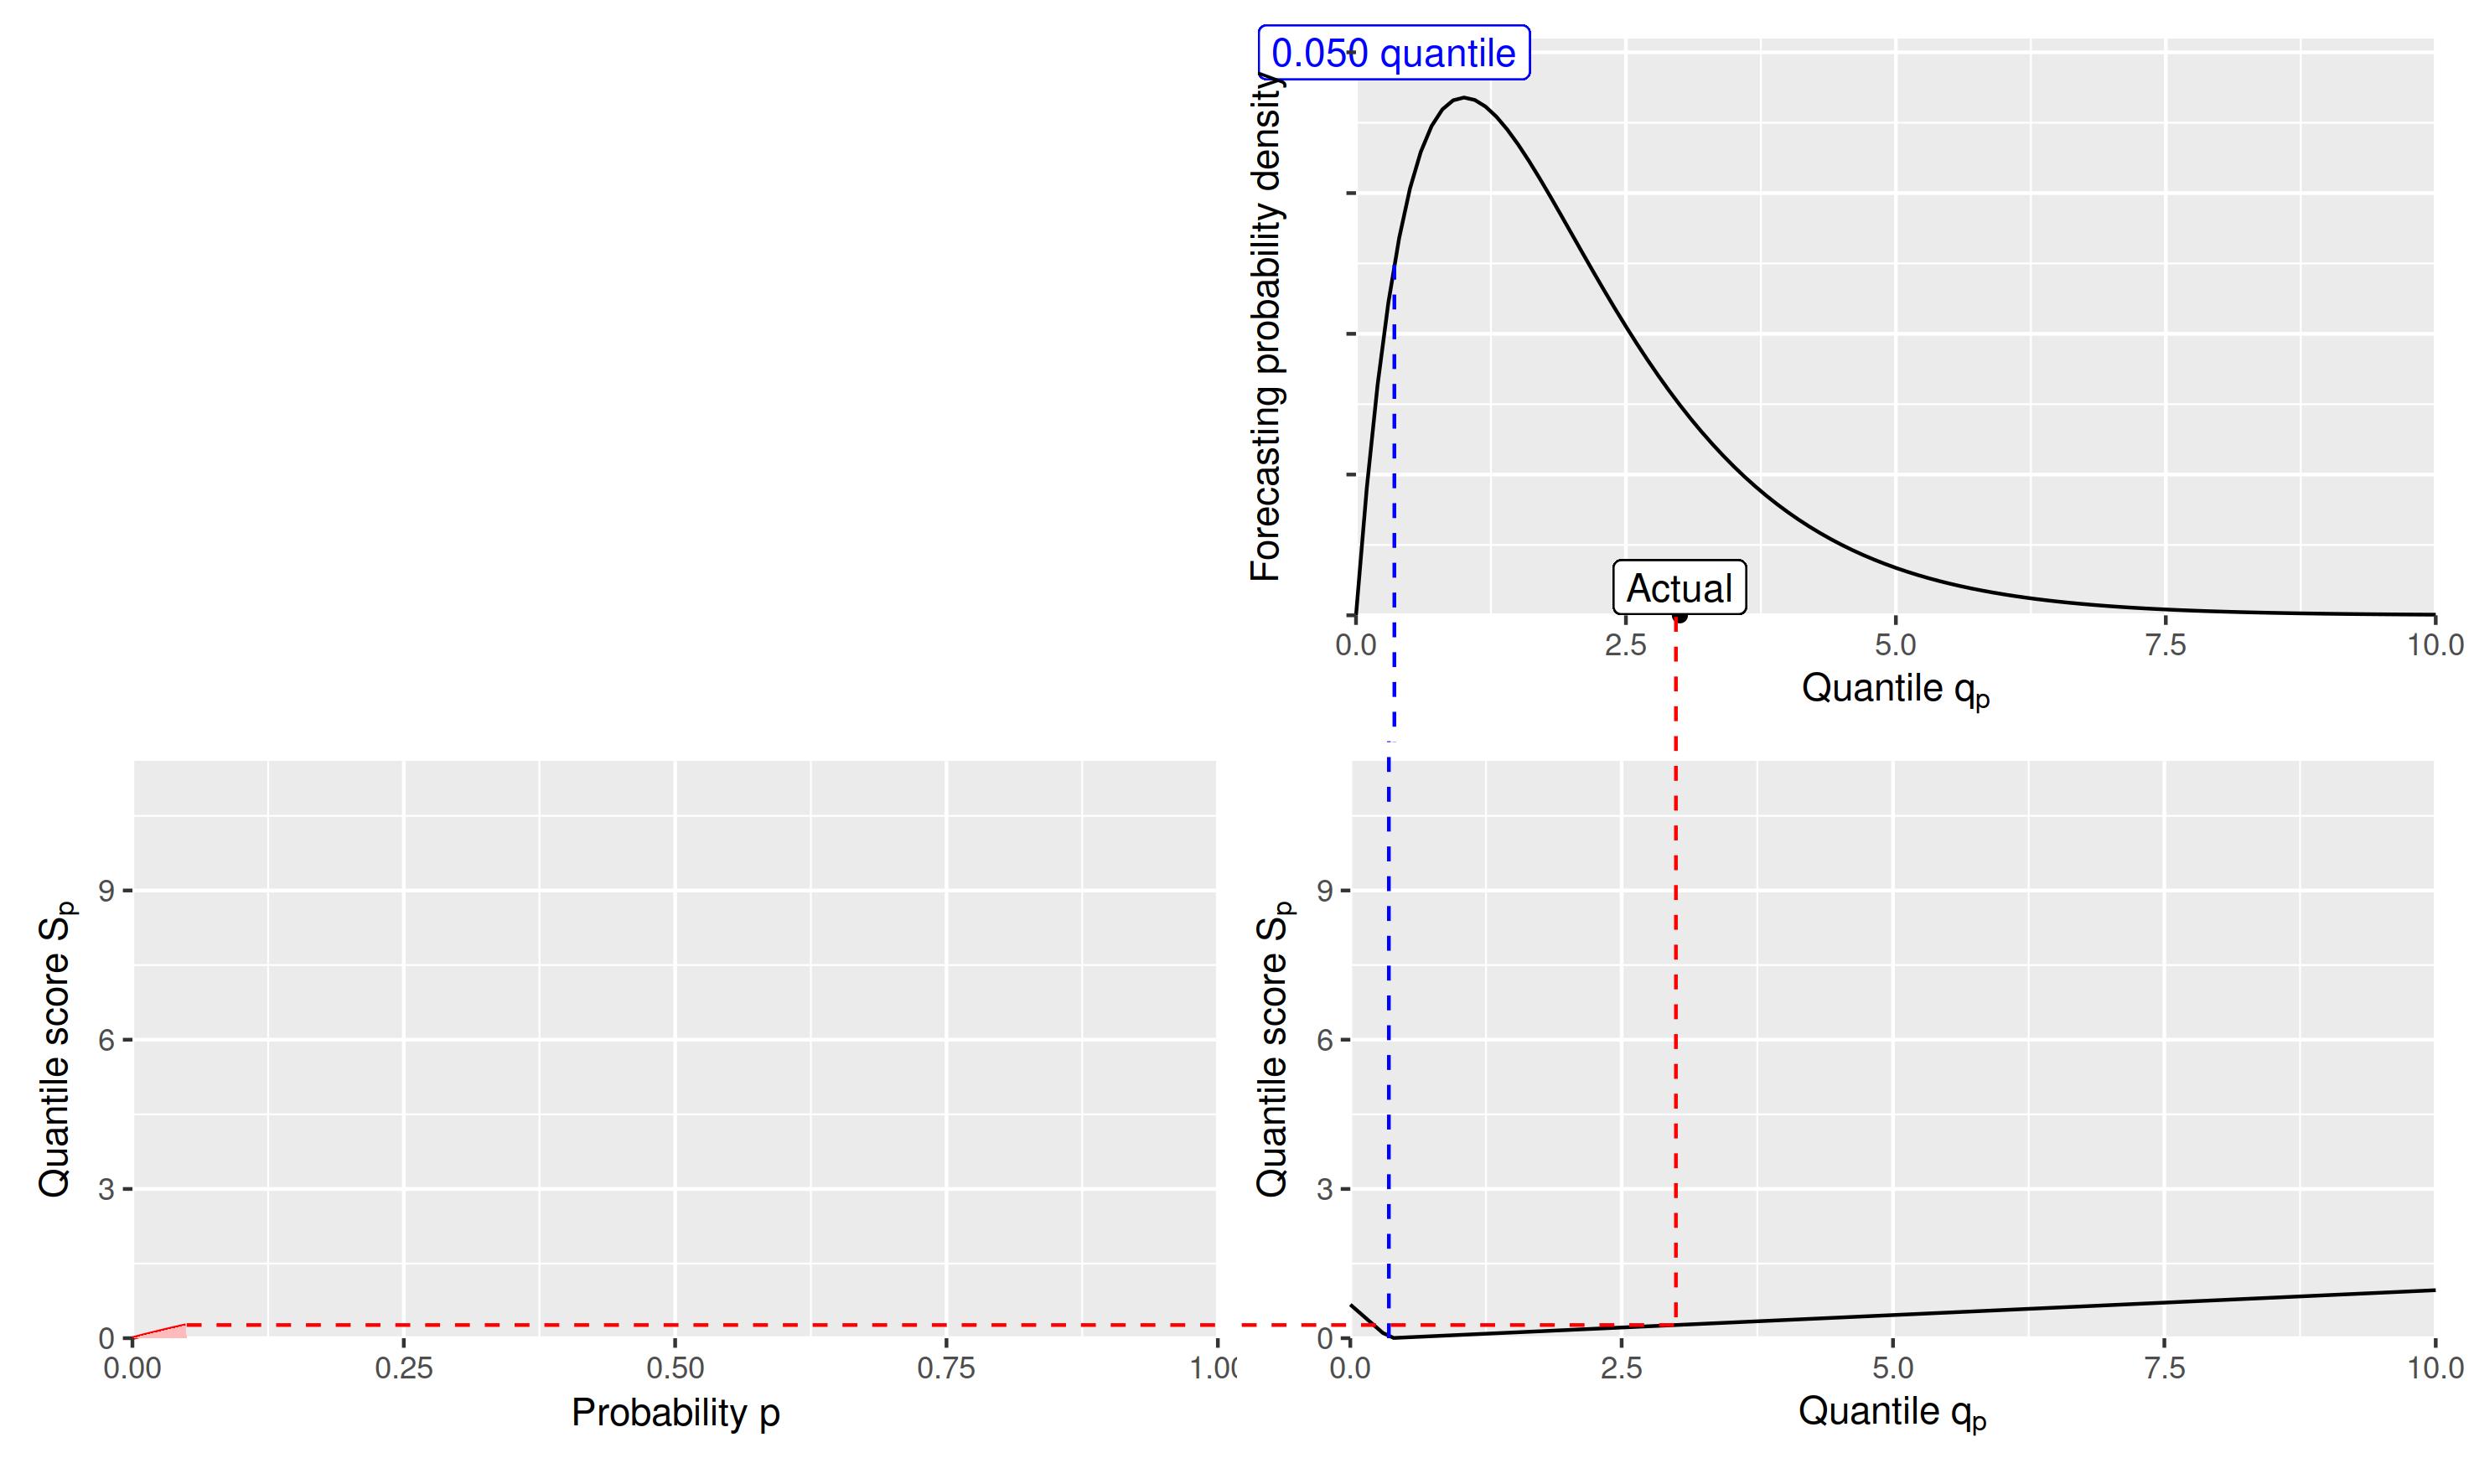 0.050 quantile
Forecasting probability density
Actual
0.0 2.5 5.0 7.5 10.0
Quantile qp
Quantile score Sp
9
6
3
0
0.00 0.25 0.50 0.75
Probability p
Quantile score Sp
9
6
3
0
0.0 2.5 5.0 7.5 10.0
Quantile qp